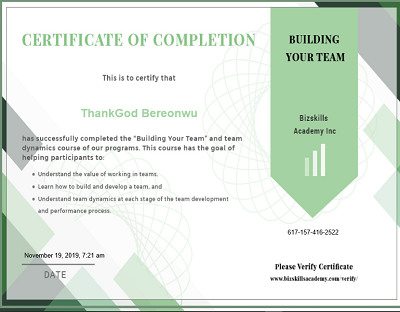 CERTIFICATE OF COMPLETION
This is to certify that
ThankGod Bereonwu
has successfully completed the "Building Your Team" and team
dynamics course of our programs. This course has the goal of
helping participants to:
Understand the value of working in teams,
Learn how to build and develop a team, and
Understand team dynamics at each stage of the team development
and performance process.
November 19, 2019, 7:21 am
DATE
BUILDING
YOUR TEAM
Bizskills
Academy Inc
617-157-416-2522
Please Verify Certificate
www.bizskillsacademy.com/verify/